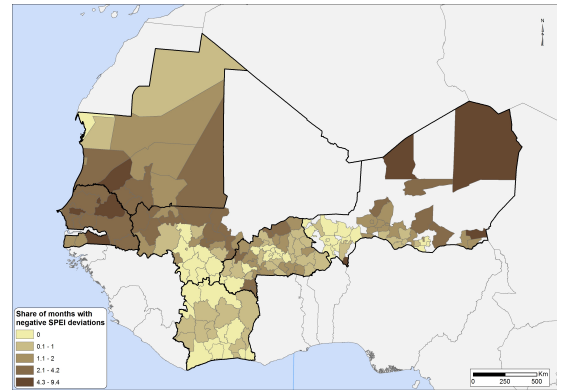 Share of months with
negative SPEI deviations
0
0.1 - 1
1.1 - 2
2.1 - 4.2
4.3 - 9.4
Km
0 250 500